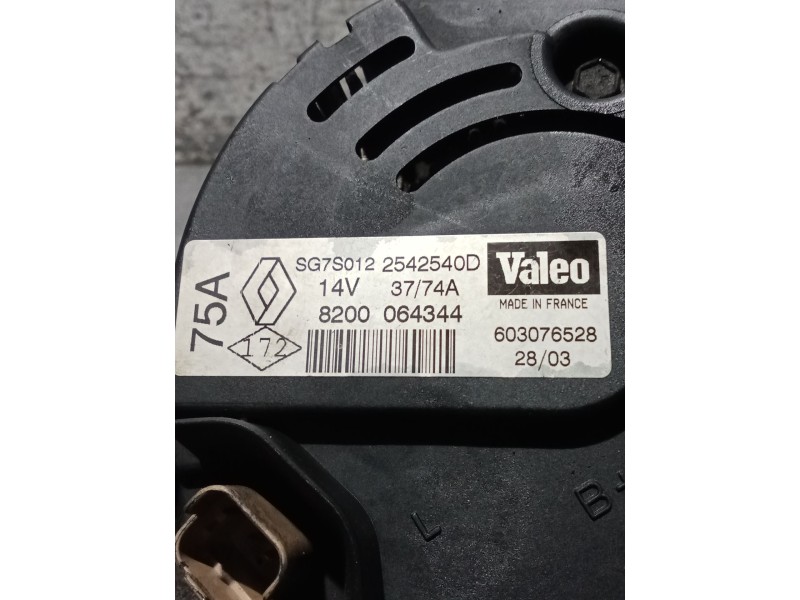 75A
SG7S012 2542540D
14V 37/74A
8200 064344
172
Valeo
MADE IN FRANCE
603076528
28/03
L
B+